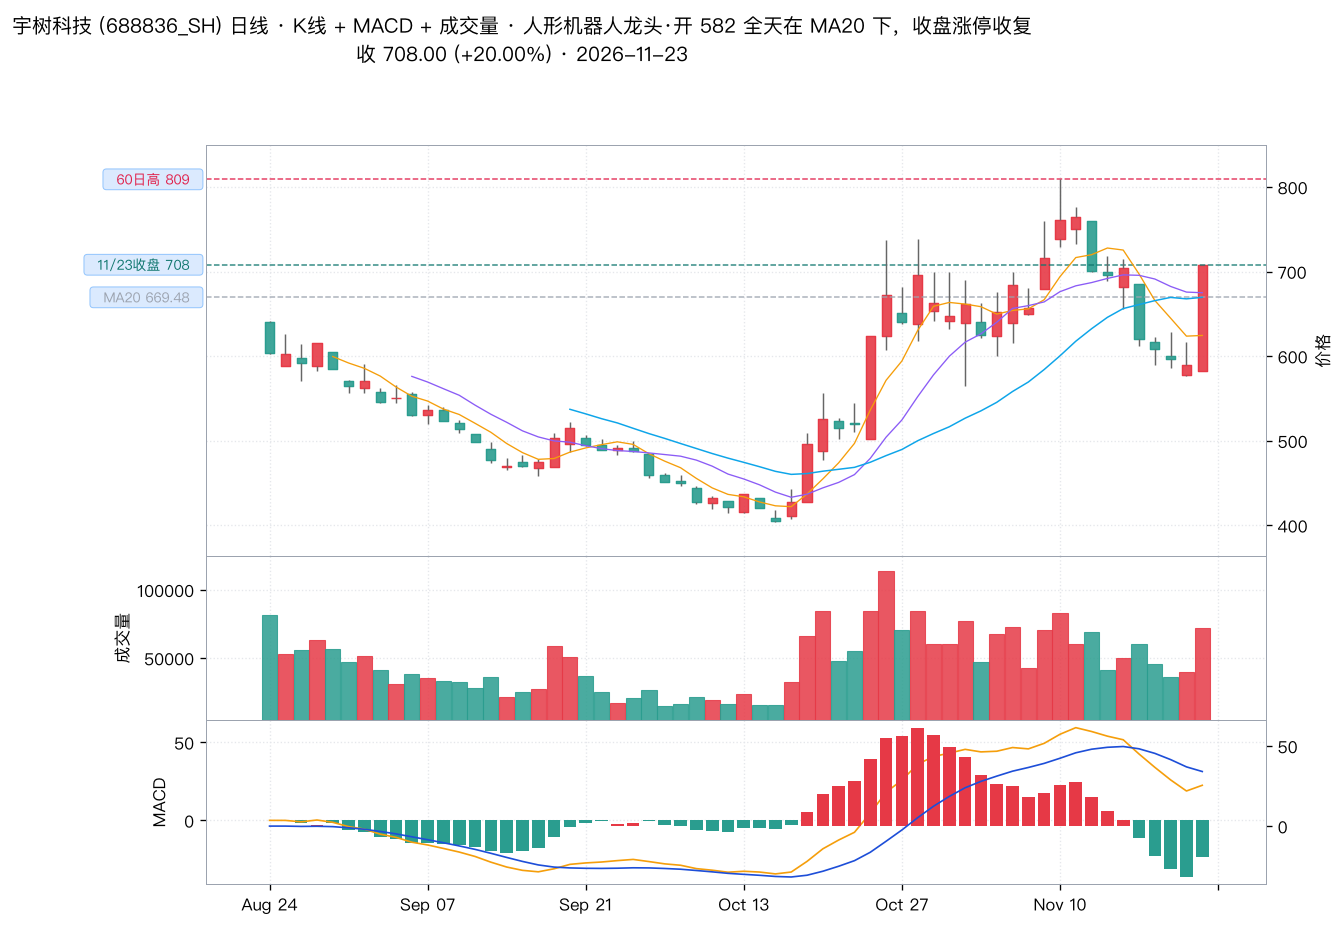 宇树科技 (688836_SH) 日线 · K线 + MACD + 成交量 · 人形机器人龙头·开 582 全天在 MA20 下，收盘涨停收复
收 708.00 (+20.00%) · 2026-11-23
60日高 809
11/23收盘 708
MA20 669.48
800
700
600
500
400
价格
100000
50000
成交量
50
0
MACD
50
0
Aug 24
Sep 07
Sep 21
Oct 13
Oct 27
Nov 10